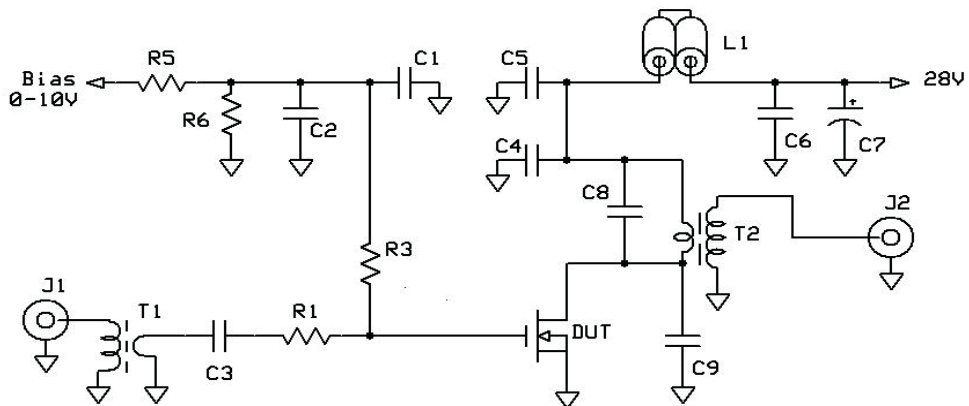 L1
C1
C5
R5
Bias
0-10V
28V
R6
C2
C6
C7
C4
C8
J2
T2
R3
J1
T1
R1
DUT
C3
C9
+